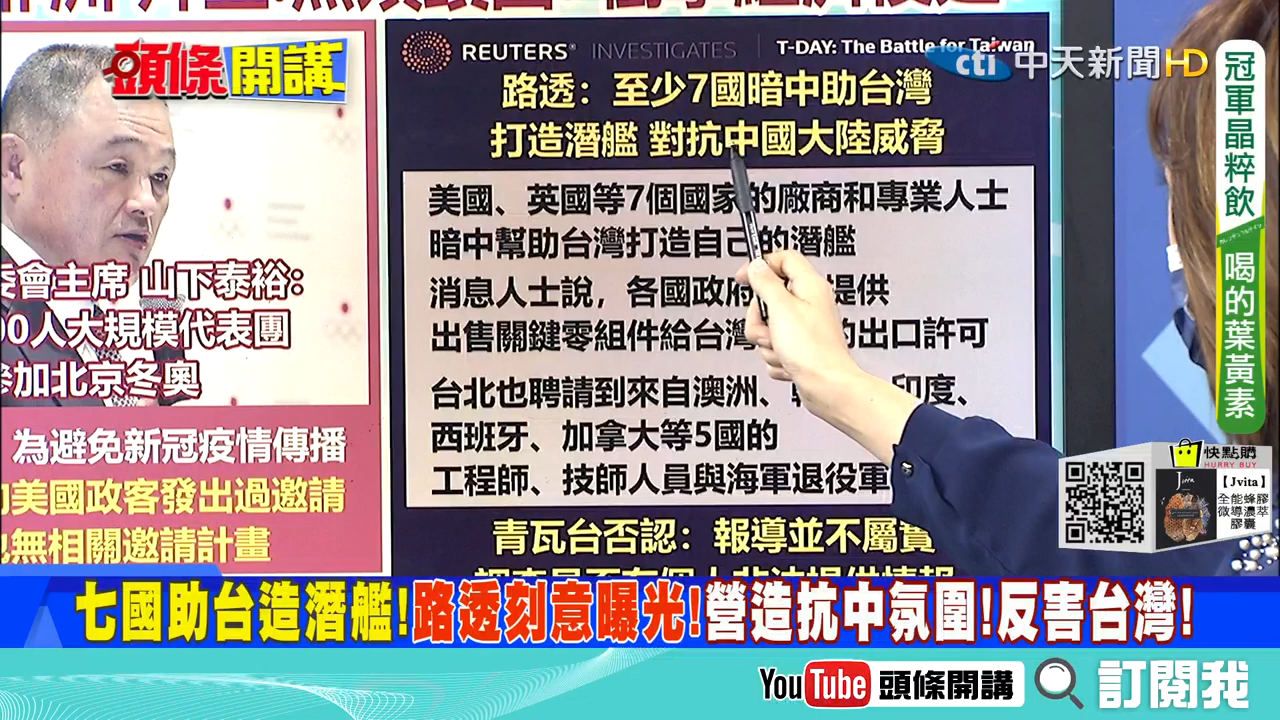 頭條開講
REUTERS INVESTIGATES T-DAY: The Battle for Taiwan
cti 中天新聞HD
路透：至少7國暗中助台灣
打造潛艦 對抗中國大陸威脅
美國、英國等7個國家的廠商和專業人士
暗中幫助台灣打造自己的潛艦
消息人士說，各國政府 提供
出售關鍵零組件給台灣 的出口許可
台北也聘請到來自澳洲、 印度、
西班牙、加拿大等5國的
工程師、技師人員與海軍退役軍
青瓦台否認：報導並不屬實
委會主席 山下泰裕：
00人大規模代表團
參加北京冬奧
為避免新冠疫情傳播
向美國政客發出過邀請
也無相關邀請計畫
冠軍晶粹飲
喝的葉黃素
快點購
HURRY BUY
Jvita
【Jvita】
全能蜂膠
微導濃萃
膠囊
七國助台造潛艦！路透刻意曝光！營造抗中氛圍！反害台灣！
YouTube 頭條開講 訂閱我